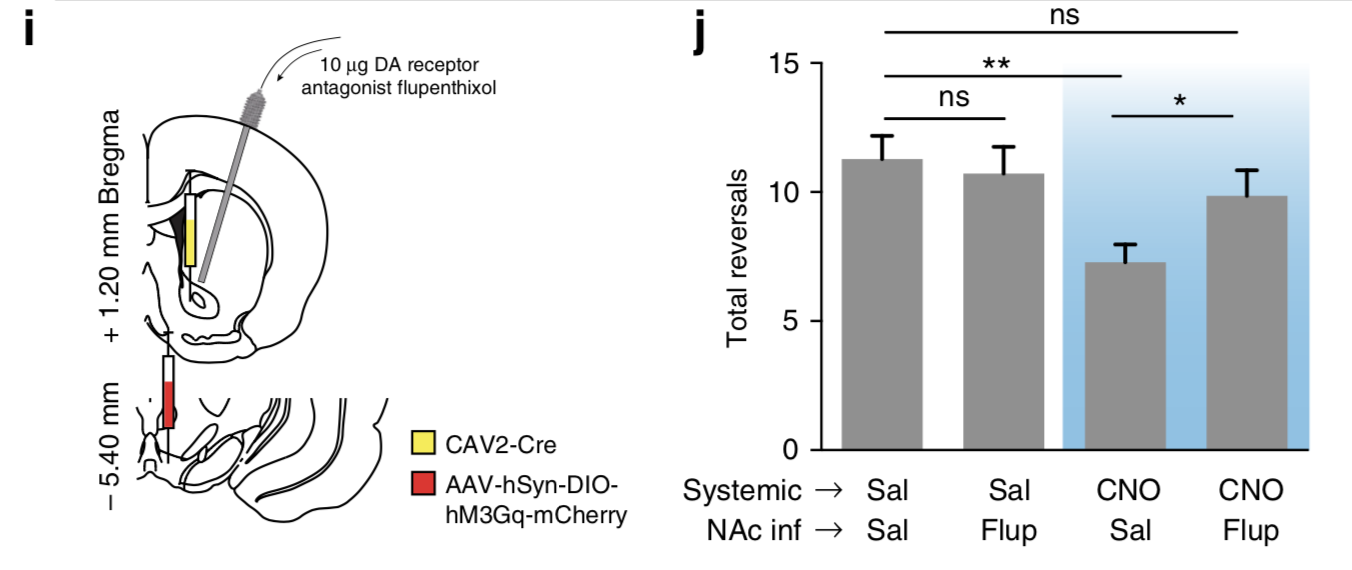 i
10 μg DA receptor
antagonist flupenthixol
+ 1.20 mm Bregma
− 5.40 mm
CAV2-Cre
AAV-hSyn-DIO-
hM3Gq-mCherry
j
ns
**
ns
*
15
10
5
0
Total reversals
Systemic → Sal Sal CNO CNO
NAc inf → Sal Flup Sal Flup